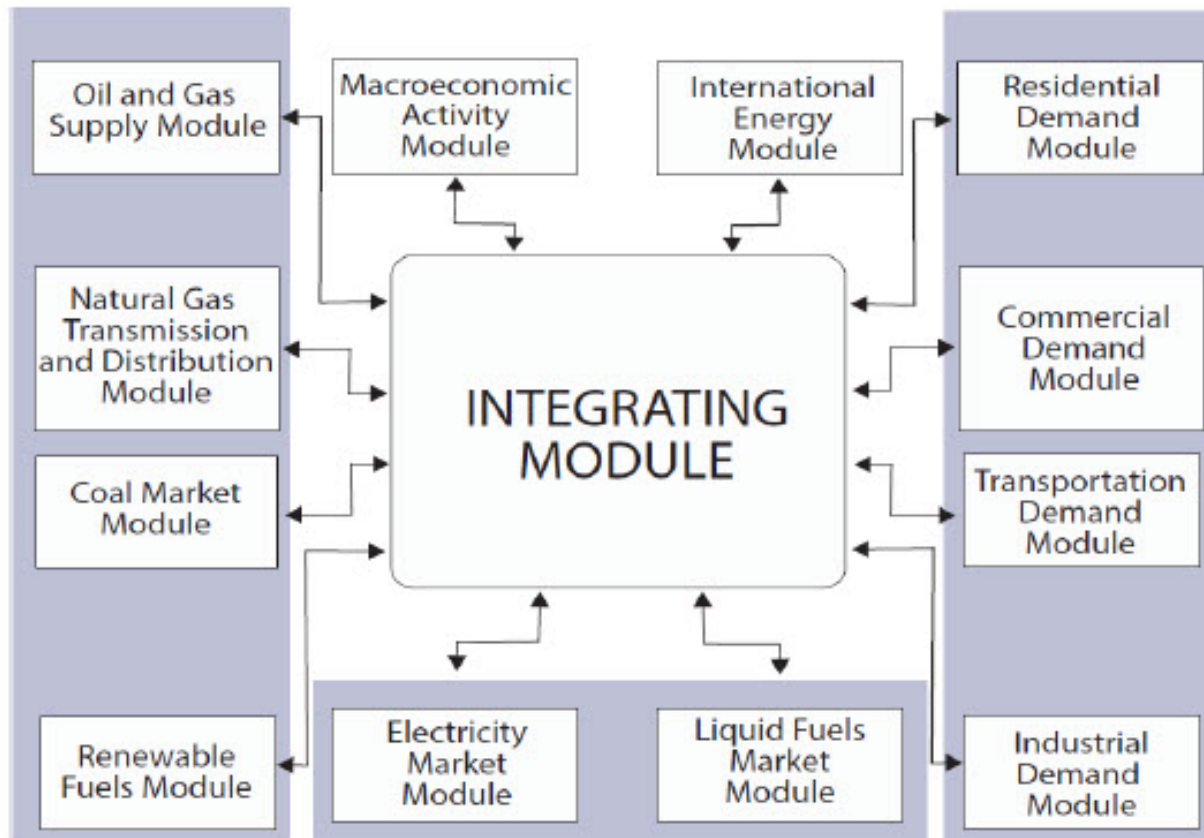 Oil and Gas
Supply Module
Macroeconomic
Activity
Module
International
Energy
Module
Residential
Demand
Module
Natural Gas
Transmission
and Distribution
Module
INTEGRATING
MODULE
Commercial
Demand
Module
Coal Market
Module
Transportation
Demand
Module
Renewable
Fuels Module
Electricity
Market
Module
Liquid Fuels
Market
Module
Industrial
Demand
Module